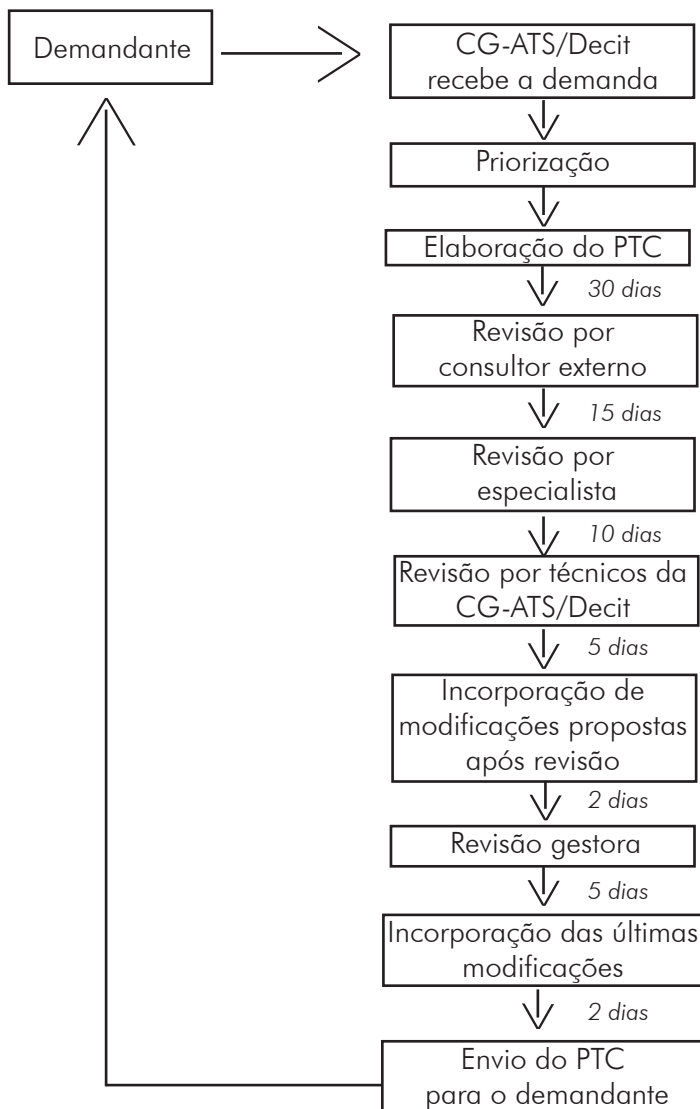 Demandante
CG-ATS/Decit
recebe a demanda
Priorização
Elaboração do PTC
30 dias
Revisão por
consultor externo
15 dias
Revisão por
especialista
10 dias
Revisão por técnicos da
CG-ATS/Decit
5 dias
Incorporação de
modificações propostas
após revisão
2 dias
Revisão gestora
5 dias
Incorporação das últimas
modificações
2 dias
Envio do PTC
para o demandante